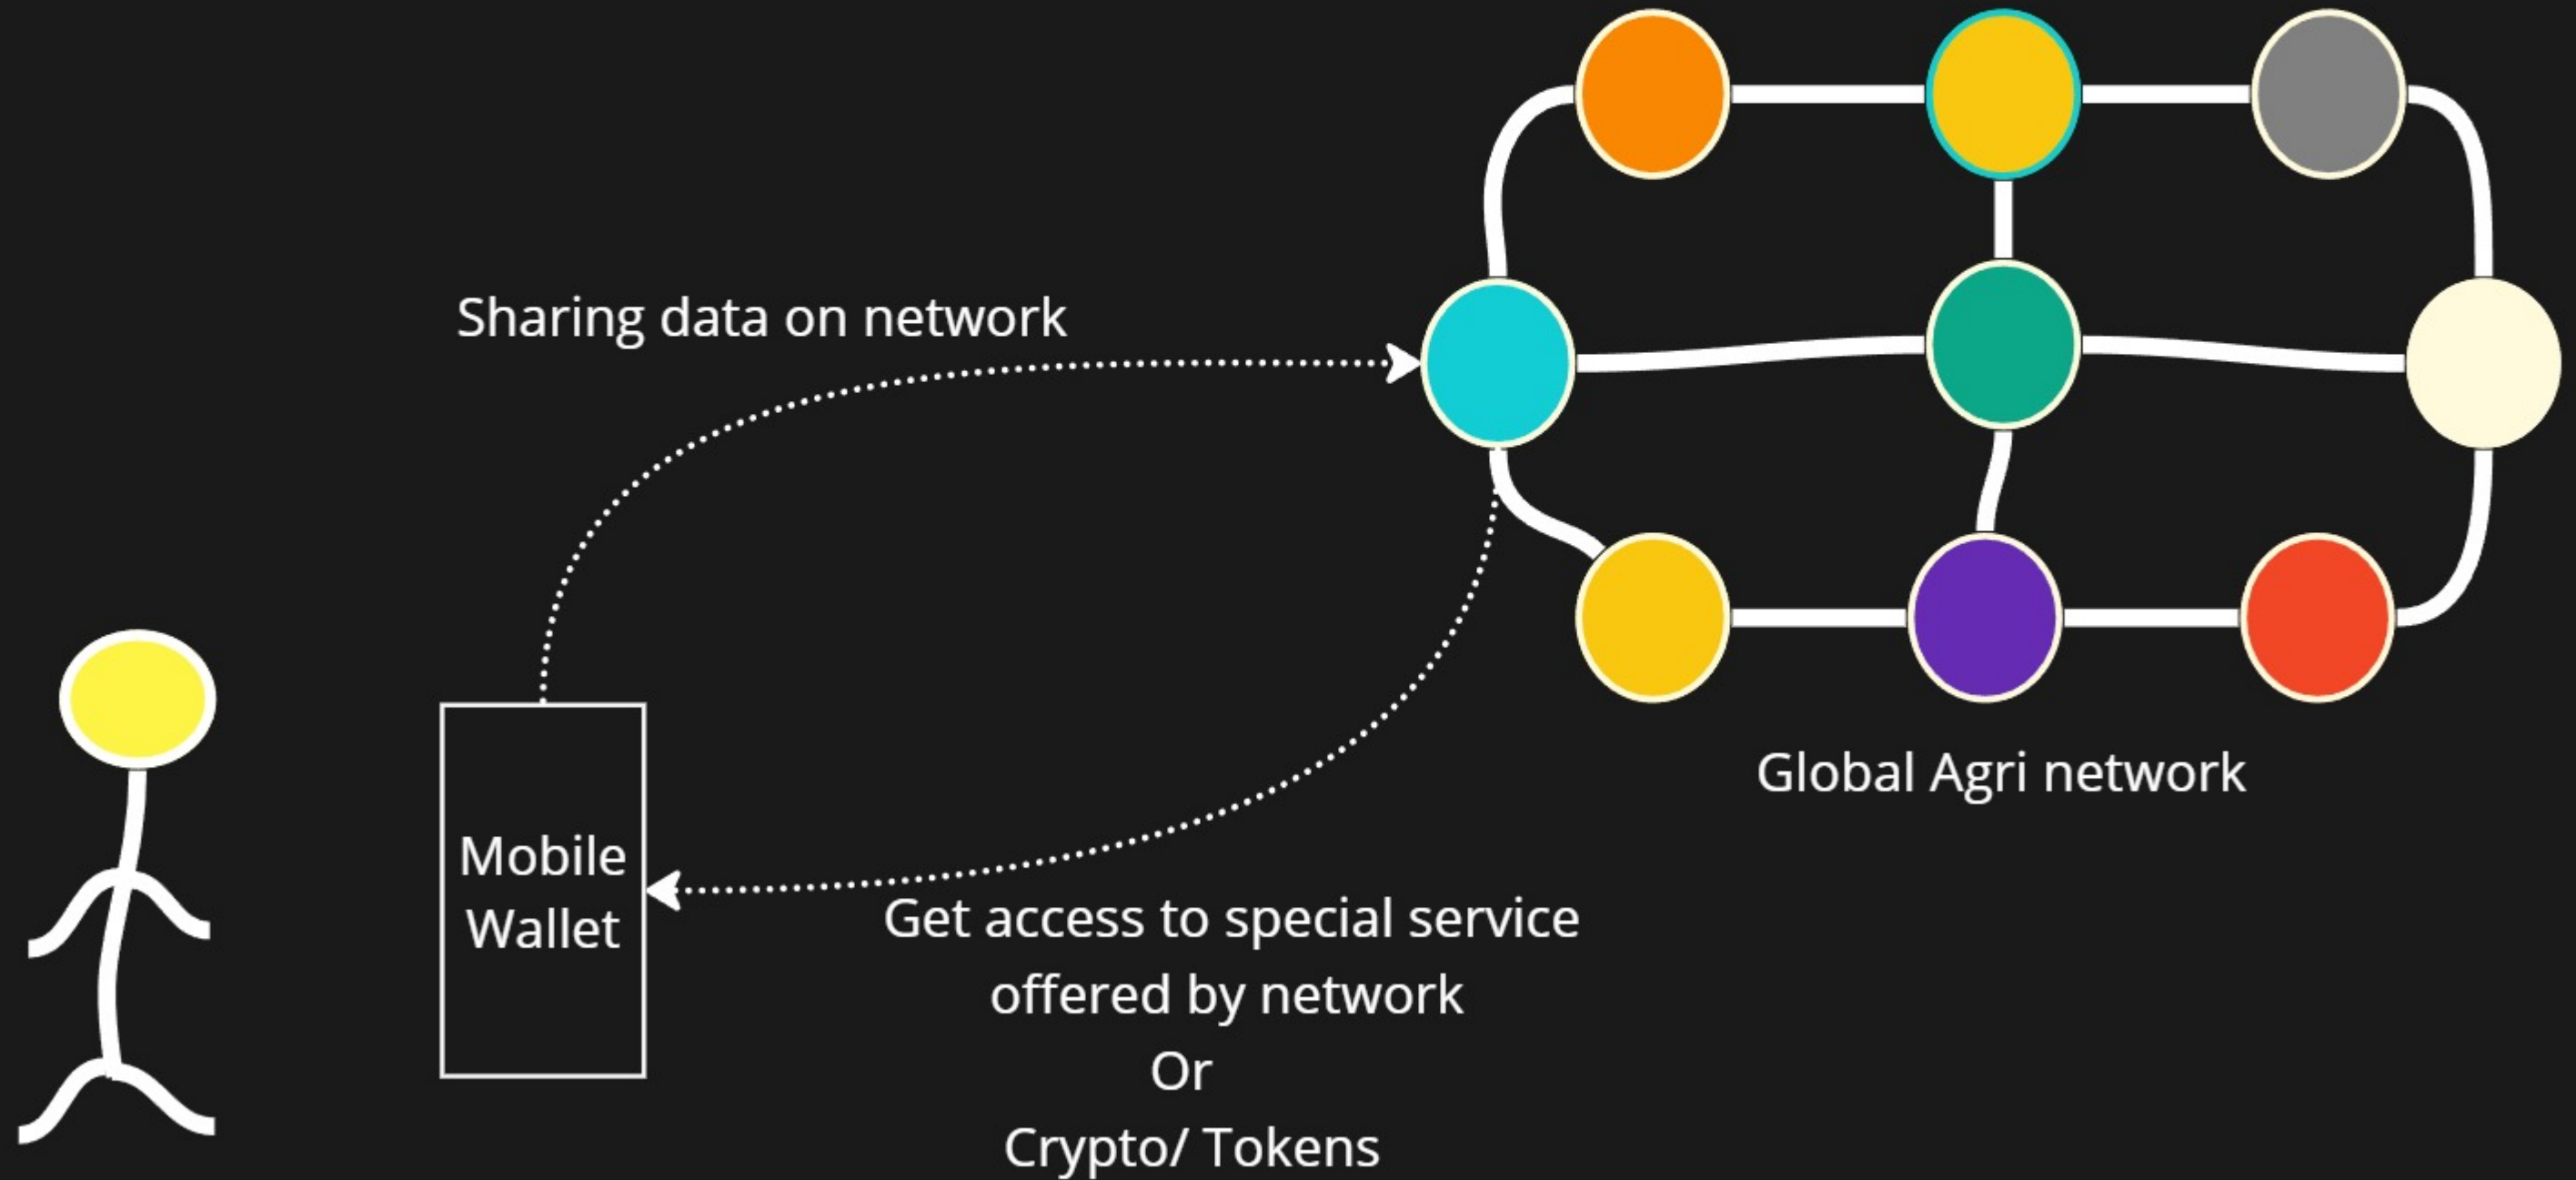 Sharing data on network
Global Agri network
Mobile
Wallet
Get access to special service
offered by network
Or
Crypto/ Tokens